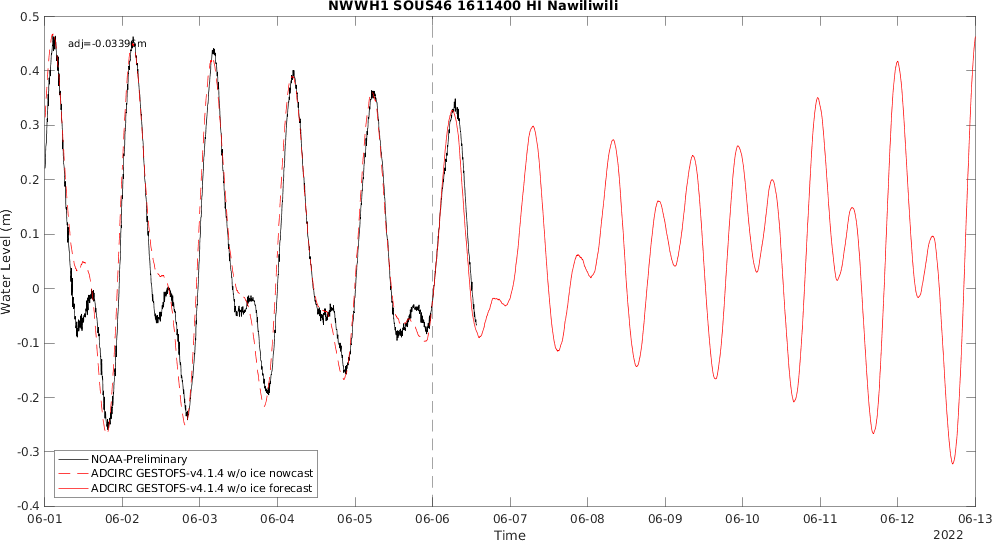 NWWH1 SOUS46 1611400 HI Nawiliwili
adj=-0.03396m
0.5
0.4
0.3
0.2
0.1
0
-0.1
-0.2
-0.3
-0.4
Water Level (m)
NOAA-Preliminary
ADCIRC GESTOFS-v4.1.4 w/o ice nowcast
ADCIRC GESTOFS-v4.1.4 w/o ice forecast
06-01 06-02 06-03 06-04 06-05 06-06 06-07 06-08 06-09 06-10 06-11 06-12 06-13
Time
2022